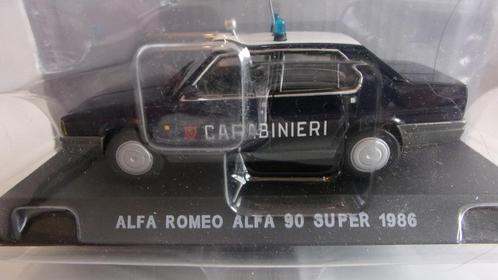 CARABINIERI
ALFA ROMEO ALFA 90 SUPER 1986